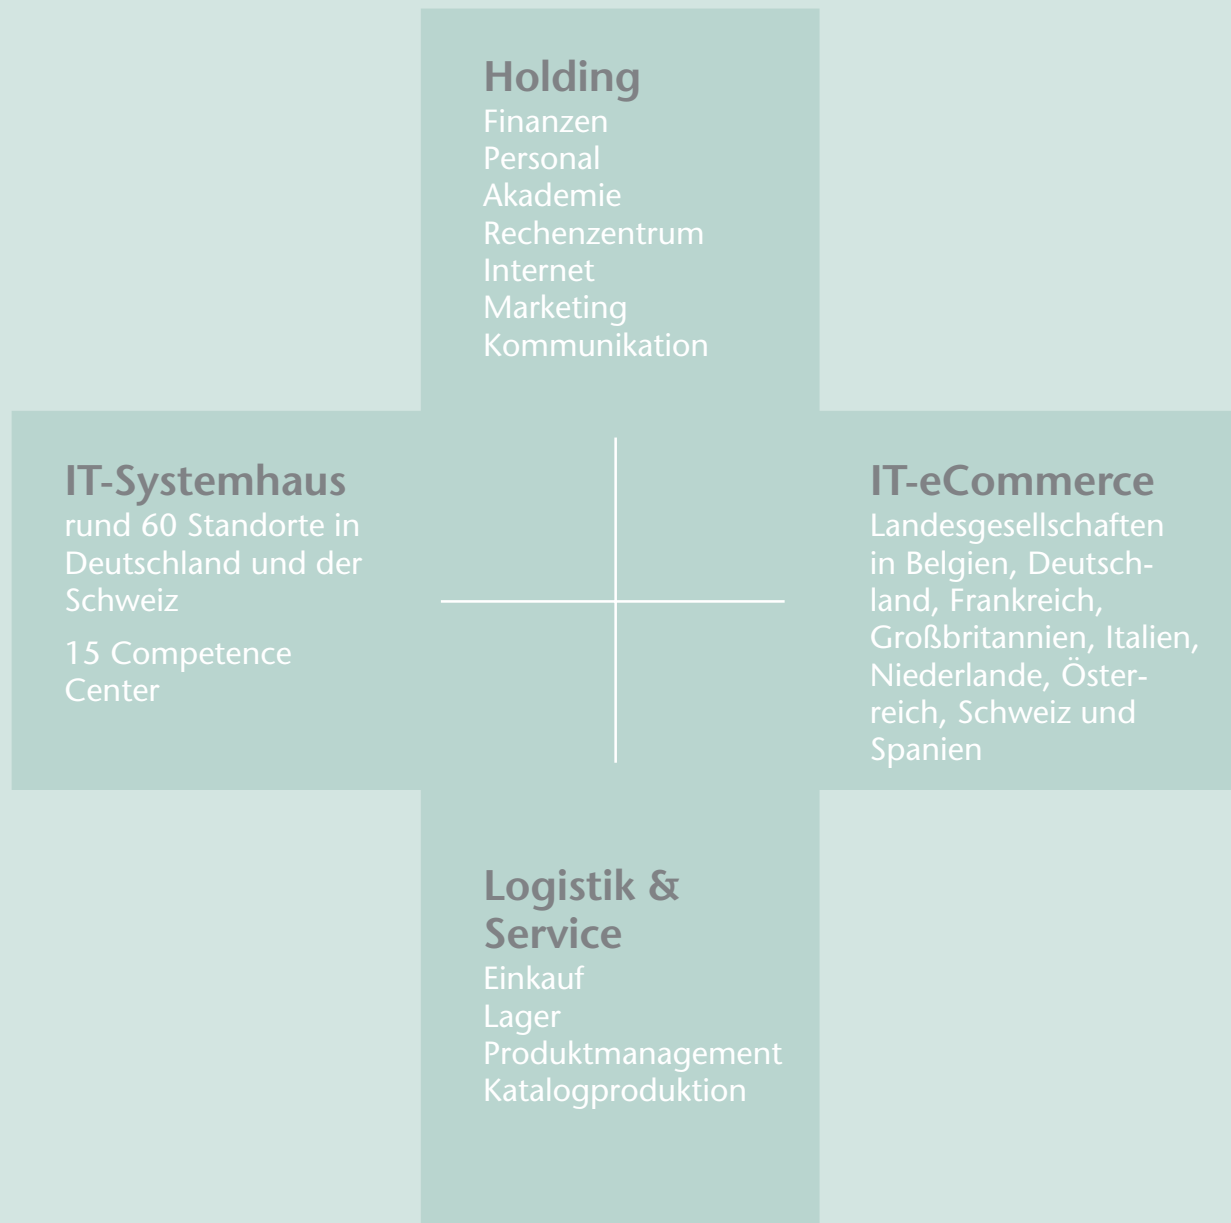 Holding
Finanzen
Personal
Akademie
Rechenzentrum
Internet
Marketing
Kommunikation
IT-Systemhaus
rund 60 Standorte in
Deutschland und der
Schweiz
15 Competence
Center
IT-eCommerce
Landesgesellschaften
in Belgien, Deutsch-
land, Frankreich,
Großbritannien, Italien,
Niederlande, Öster-
reich, Schweiz und
Spanien
Logistik &
Service
Einkauf
Lager
Produktmanagement
Katalogproduktion